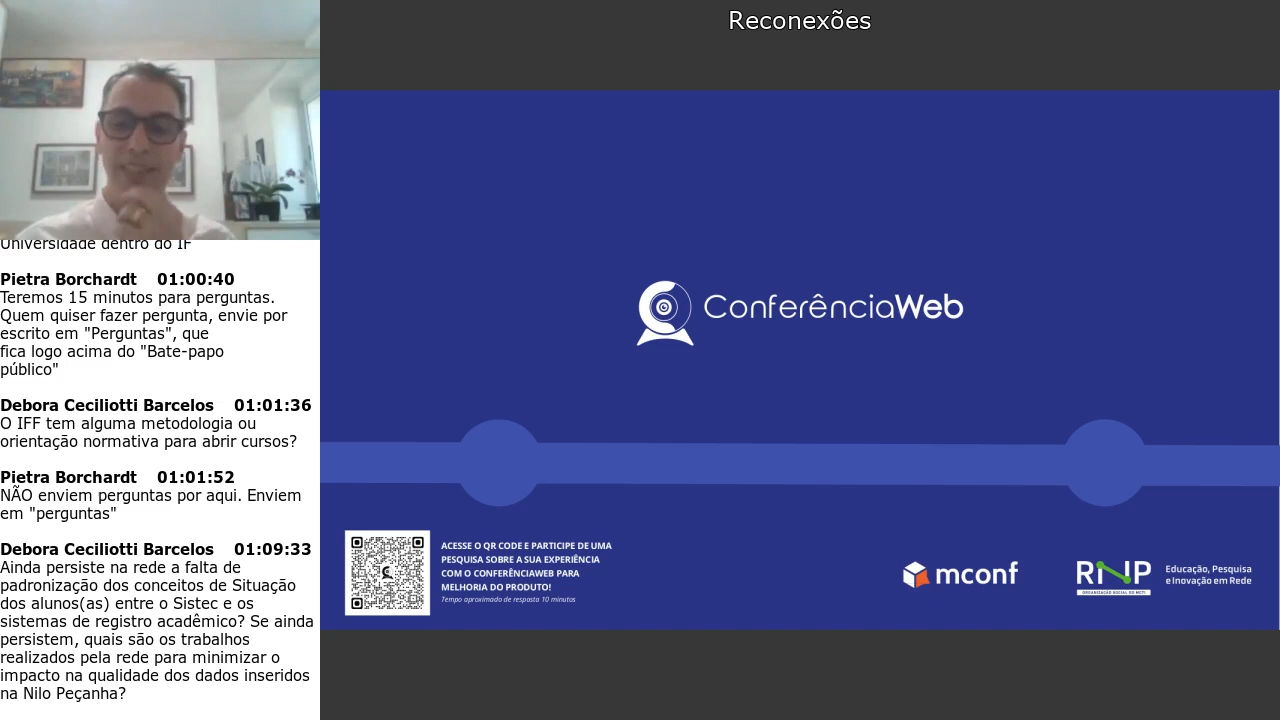 Reconexões
Universidade dentro do IF
Pietra Borchardt 01:00:40
Teremos 15 minutos para perguntas.
Quem quiser fazer pergunta, envie por
escrito em "Perguntas", que
fica logo acima do "Bate-papo
público"
Debora Ceciliotti Barcelos 01:01:36
O IFF tem alguma metodologia ou
orientação normativa para abrir cursos?
Pietra Borchardt 01:01:52
NÃO enviem perguntas por aqui. Enviem
em "perguntas"
Debora Ceciliotti Barcelos 01:09:33
Ainda persiste na rede a falta de
padronização dos conceitos de Situação
dos alunos(as) entre o Sistec e os
sistemas de registro acadêmico? Se ainda
persistem, quais são os trabalhos
realizados pela rede para minimizar o
impacto na qualidade dos dados inseridos
na Nilo Peçanha?
ConferênciaWeb
ACESSE O QR CODE E PARTICIPE DE UMA
PESQUISA SOBRE A SUA EXPERIÊNCIA
COM O CONFERÊNCIAWEB PARA
MELHORIA DO PRODUTO!
Tempo aproximado de resposta 10 minutos
mconf
RNP
ORGANIZAÇÃO SOCIAL DO MCTI
Educação, Pesquisa
e Inovação em Rede